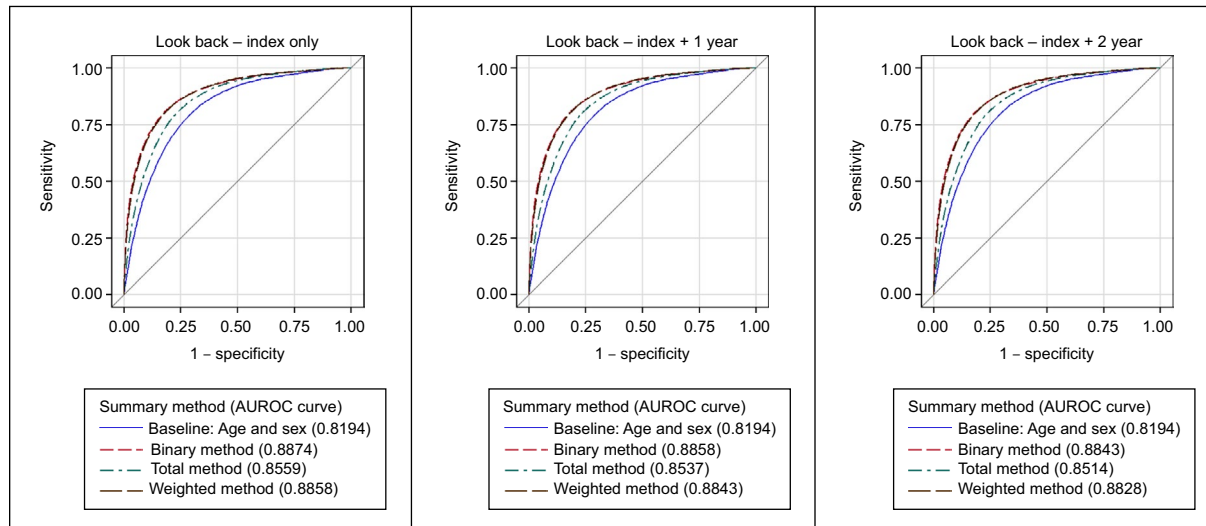 Look back – index only
1.00
0.75
0.50
0.25
0.00
Sensitivity
0.00 0.25 0.50 0.75 1.00
1 – specificity
Summary method (AUROC curve)
Baseline: Age and sex (0.8194)
Binary method (0.8874)
Total method (0.8559)
Weighted method (0.8858)
Look back – index + 1 year
1.00
0.75
0.50
0.25
0.00
Sensitivity
0.00 0.25 0.50 0.75 1.00
1 – specificity
Summary method (AUROC curve)
Baseline: Age and sex (0.8194)
Binary method (0.8858)
Total method (0.8537)
Weighted method (0.8843)
Look back – index + 2 year
1.00
0.75
0.50
0.25
0.00
Sensitivity
0.00 0.25 0.50 0.75 1.00
1 – specificity
Summary method (AUROC curve)
Baseline: Age and sex (0.8194)
Binary method (0.8843)
Total method (0.8514)
Weighted method (0.8828)